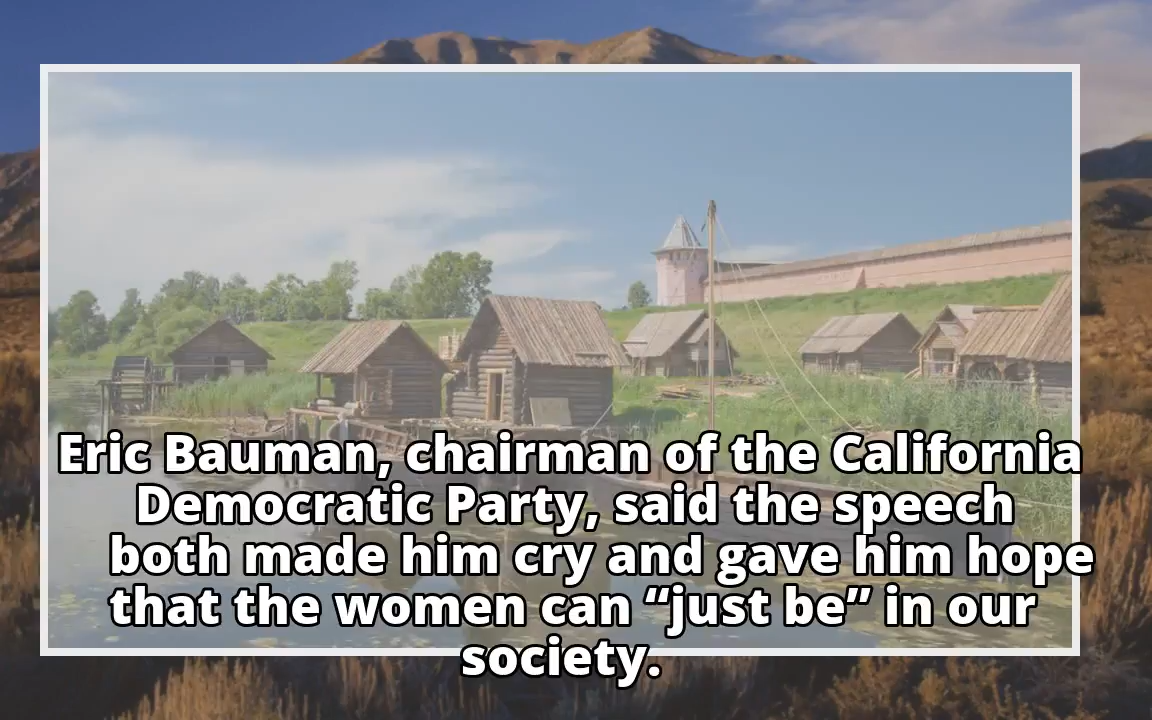 Eric Bauman, chairman of the California
Democratic Party, said the speech
both made him cry and gave him hope
that the women can “just be” in our
society.